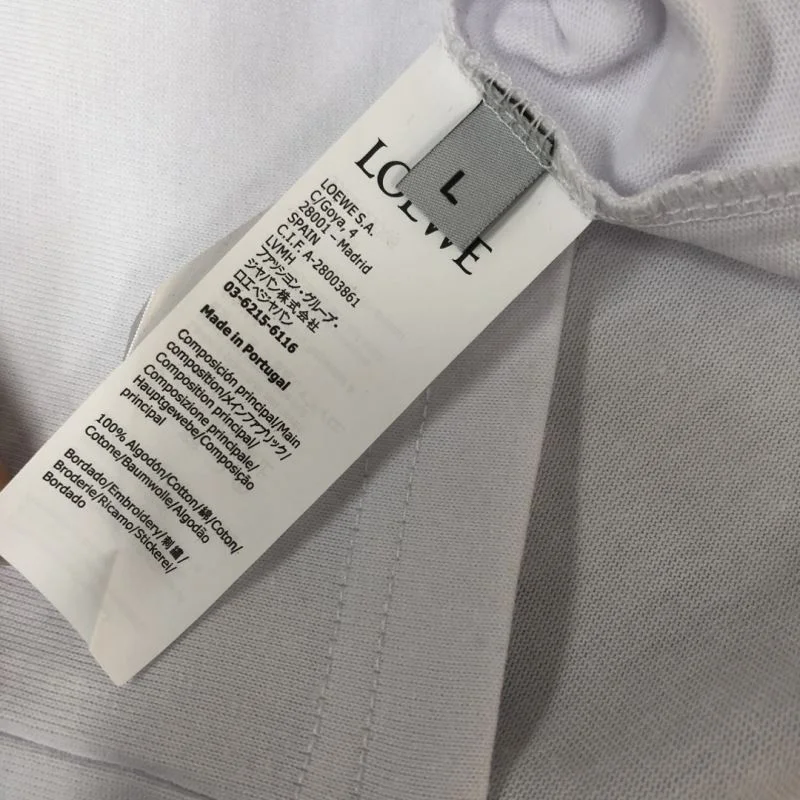 LOEWE
L
LOEWE S.A.
C/Goya, 4
28001 – Madrid
SPAIN
C.I.F. A-28003861
LVMH
ファッション・グループ・
ジャパン株式会社
ロエベジャパン
03-6215-6116
Made in Portugal
Composición principal/Main
composition/メインファブリック/
Composition principal/
Composizione principale/
Hauptgewebe/Composição
principal
100% Algodón/Cotton/綿/Coton/
Cotone/Baumwolle/Algodão
Bordado/Embroidery/刺繍/
Broderie/Ricamo/Stickerei/
Bordado